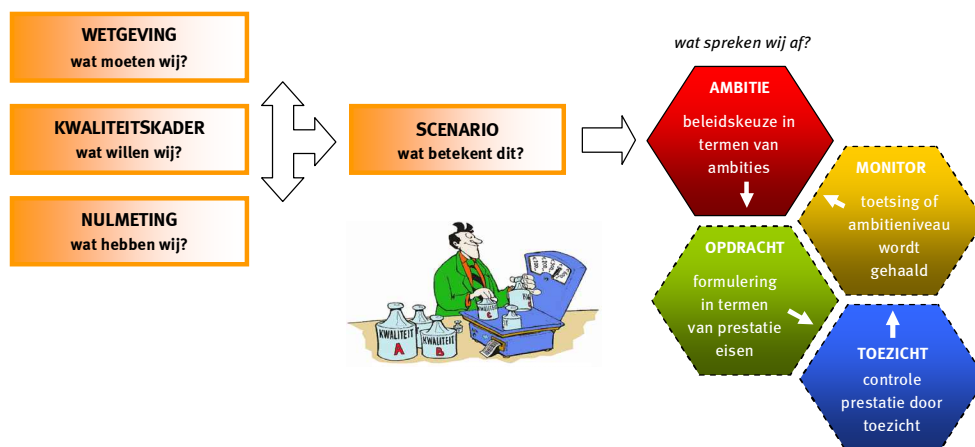 WETGEVING
wat moeten wij?
KWALITEITSKADER
wat willen wij?
NULMETING
wat hebben wij?
SCENARIO
wat betekent dit?
wat spreken wij af?
AMBITIE
beleidskeuze in
termen van
ambities
MONITOR
toetsing of
ambitieniveau
wordt
gehaald
OPDRACHT
formulering
in termen
van prestatie
eisen
TOEZICHT
controle
prestatie door
toezicht
KWALITEIT
A
KWALITEIT
B
C